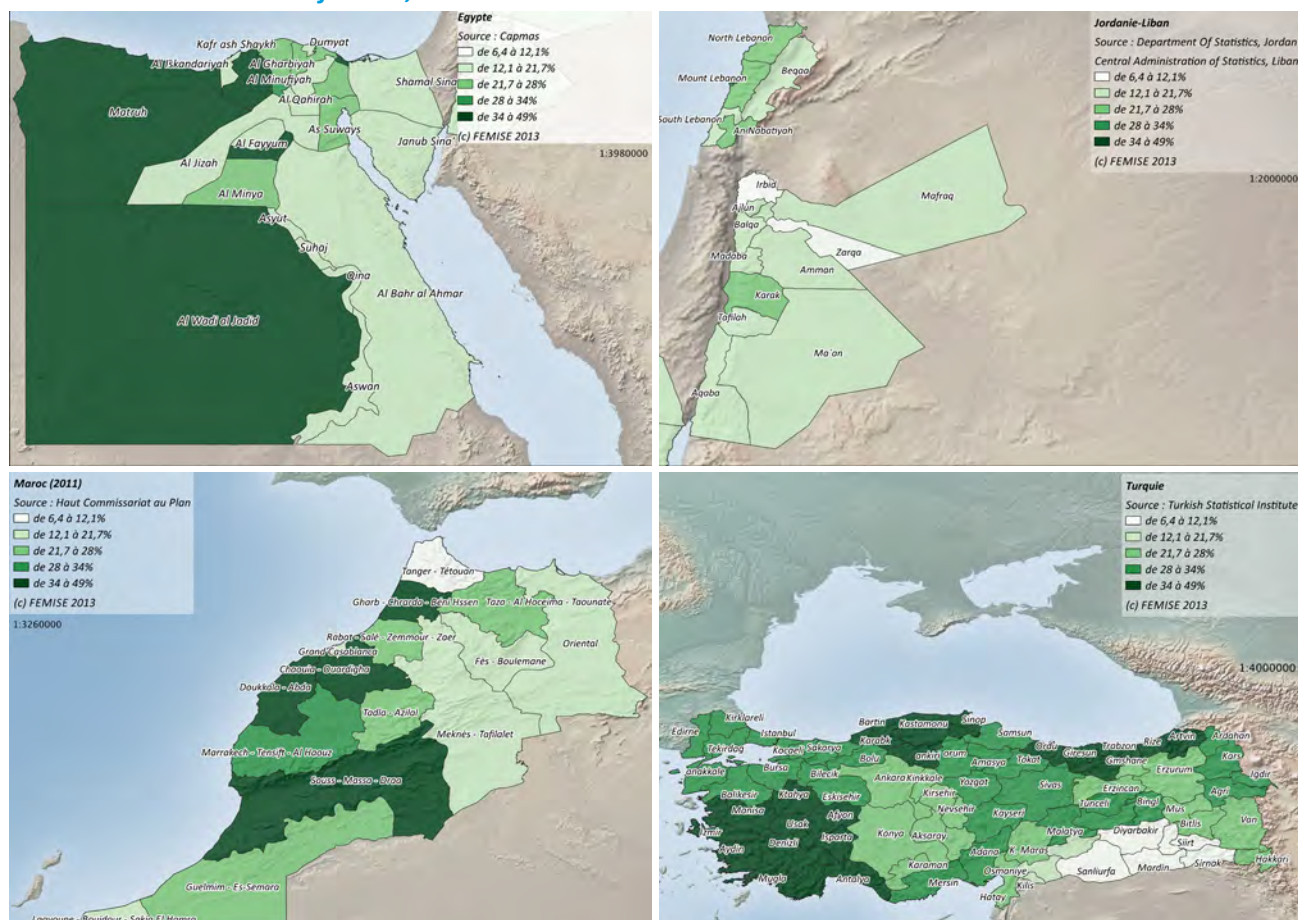 Egypte
Source : Capmas
de 6,4 à 12,1%
de 12,1 à 21,7%
de 21,7 à 28%
de 28 à 34%
de 34 à 49%
(c) FEMISE 2013
1:3980000
Kafr ash Shaykh
Dumyat
Al Iskandariyah
Al Gharbiyah
Al Minufiyah
Shamal Sina
Matruh
Al Qahirah
As Suways
Al Fayyum
Janub Sina
Al Jizah
Al Minya
Asyut
Suhaj
Qina
Al Bahr al Ahmar
Al Wadi al Jadid
Aswan
Jordanie-Liban
Source : Department Of Statistics, Jordan
Central Administration of Statistics, Liban
de 6,4 à 12,1%
de 12,1 à 21,7%
de 21,7 à 28%
de 28 à 34%
de 34 à 49%
(c) FEMISE 2013
1:2000000
North Lebanon
Beqaa
Mount Lebanon
South Lebanon
An Nabatiyah
Irbid
Mafraq
Ajlun
Balqa
Zarqa
Madaba
Amman
Karak
Tafilah
Ma`an
Aqaba
Maroc (2011)
Source : Haut Commissariat au Plan
de 6,4 à 12,1%
de 12,1 à 21,7%
de 21,7 à 28%
de 28 à 34%
de 34 à 49%
(c) FEMISE 2013
1:3260000
Tanger - Tétouan
Gharb - Chrarda - Béni Hssen
Taza - Al Hoceima - Taounate
Rabat - Salé - Zemmour - Zaer
Oriental
Grand Casablanca
Fès - Boulemane
Chaouia - Ouardigha
Doukkala - Abda
Tadla - Azilal
Meknès - Tafilalet
Marrakech - Tensift - Al Haouz
Souss - Massa - Draa
Guelmim - Es-Semara
Laayoune - Boujdour - Sakia El Hamra
Turquie
Source : Turkish Statistical Institute
de 6,4 à 12,1%
de 12,1 à 21,7%
de 21,7 à 28%
de 28 à 34%
de 34 à 49%
(c) FEMISE 2013
1:4000000
Kirklareli
Edirne
Istanbul
Tekirdag
Kocaeli
Sakarya
Bartin
Kastamonu
Sinop
Karabk
Samsun
Ordu
Giresun
Trabzon
Rize
Artvin
Ardahan
Kars
anakkale
Bursa
Bilecik
Bolu
ankiri
orum
Amasya
Tokat
Gmshane
Erzurum
Igdir
Balikesir
Ktahya
Eskisehir
Ankara
Kinkkale
Yozgat
Sivas
Erzincan
Agri
Manisa
Usak
Afyon
Kirsehir
Nevsehir
Kayseri
Tunceli
Bingl
Mus
Van
Izmir
Denizli
Isparta
Konya
Aksaray
Malatya
Diyarbakir
Bitlis
Siirt
Aydin
Karaman
Adana
K. Maras
Osmaniye
Sanliurfa
Mardin
Sirnak
Hakkari
Mugla
Antalya
Mersin
Kilis
Hatay